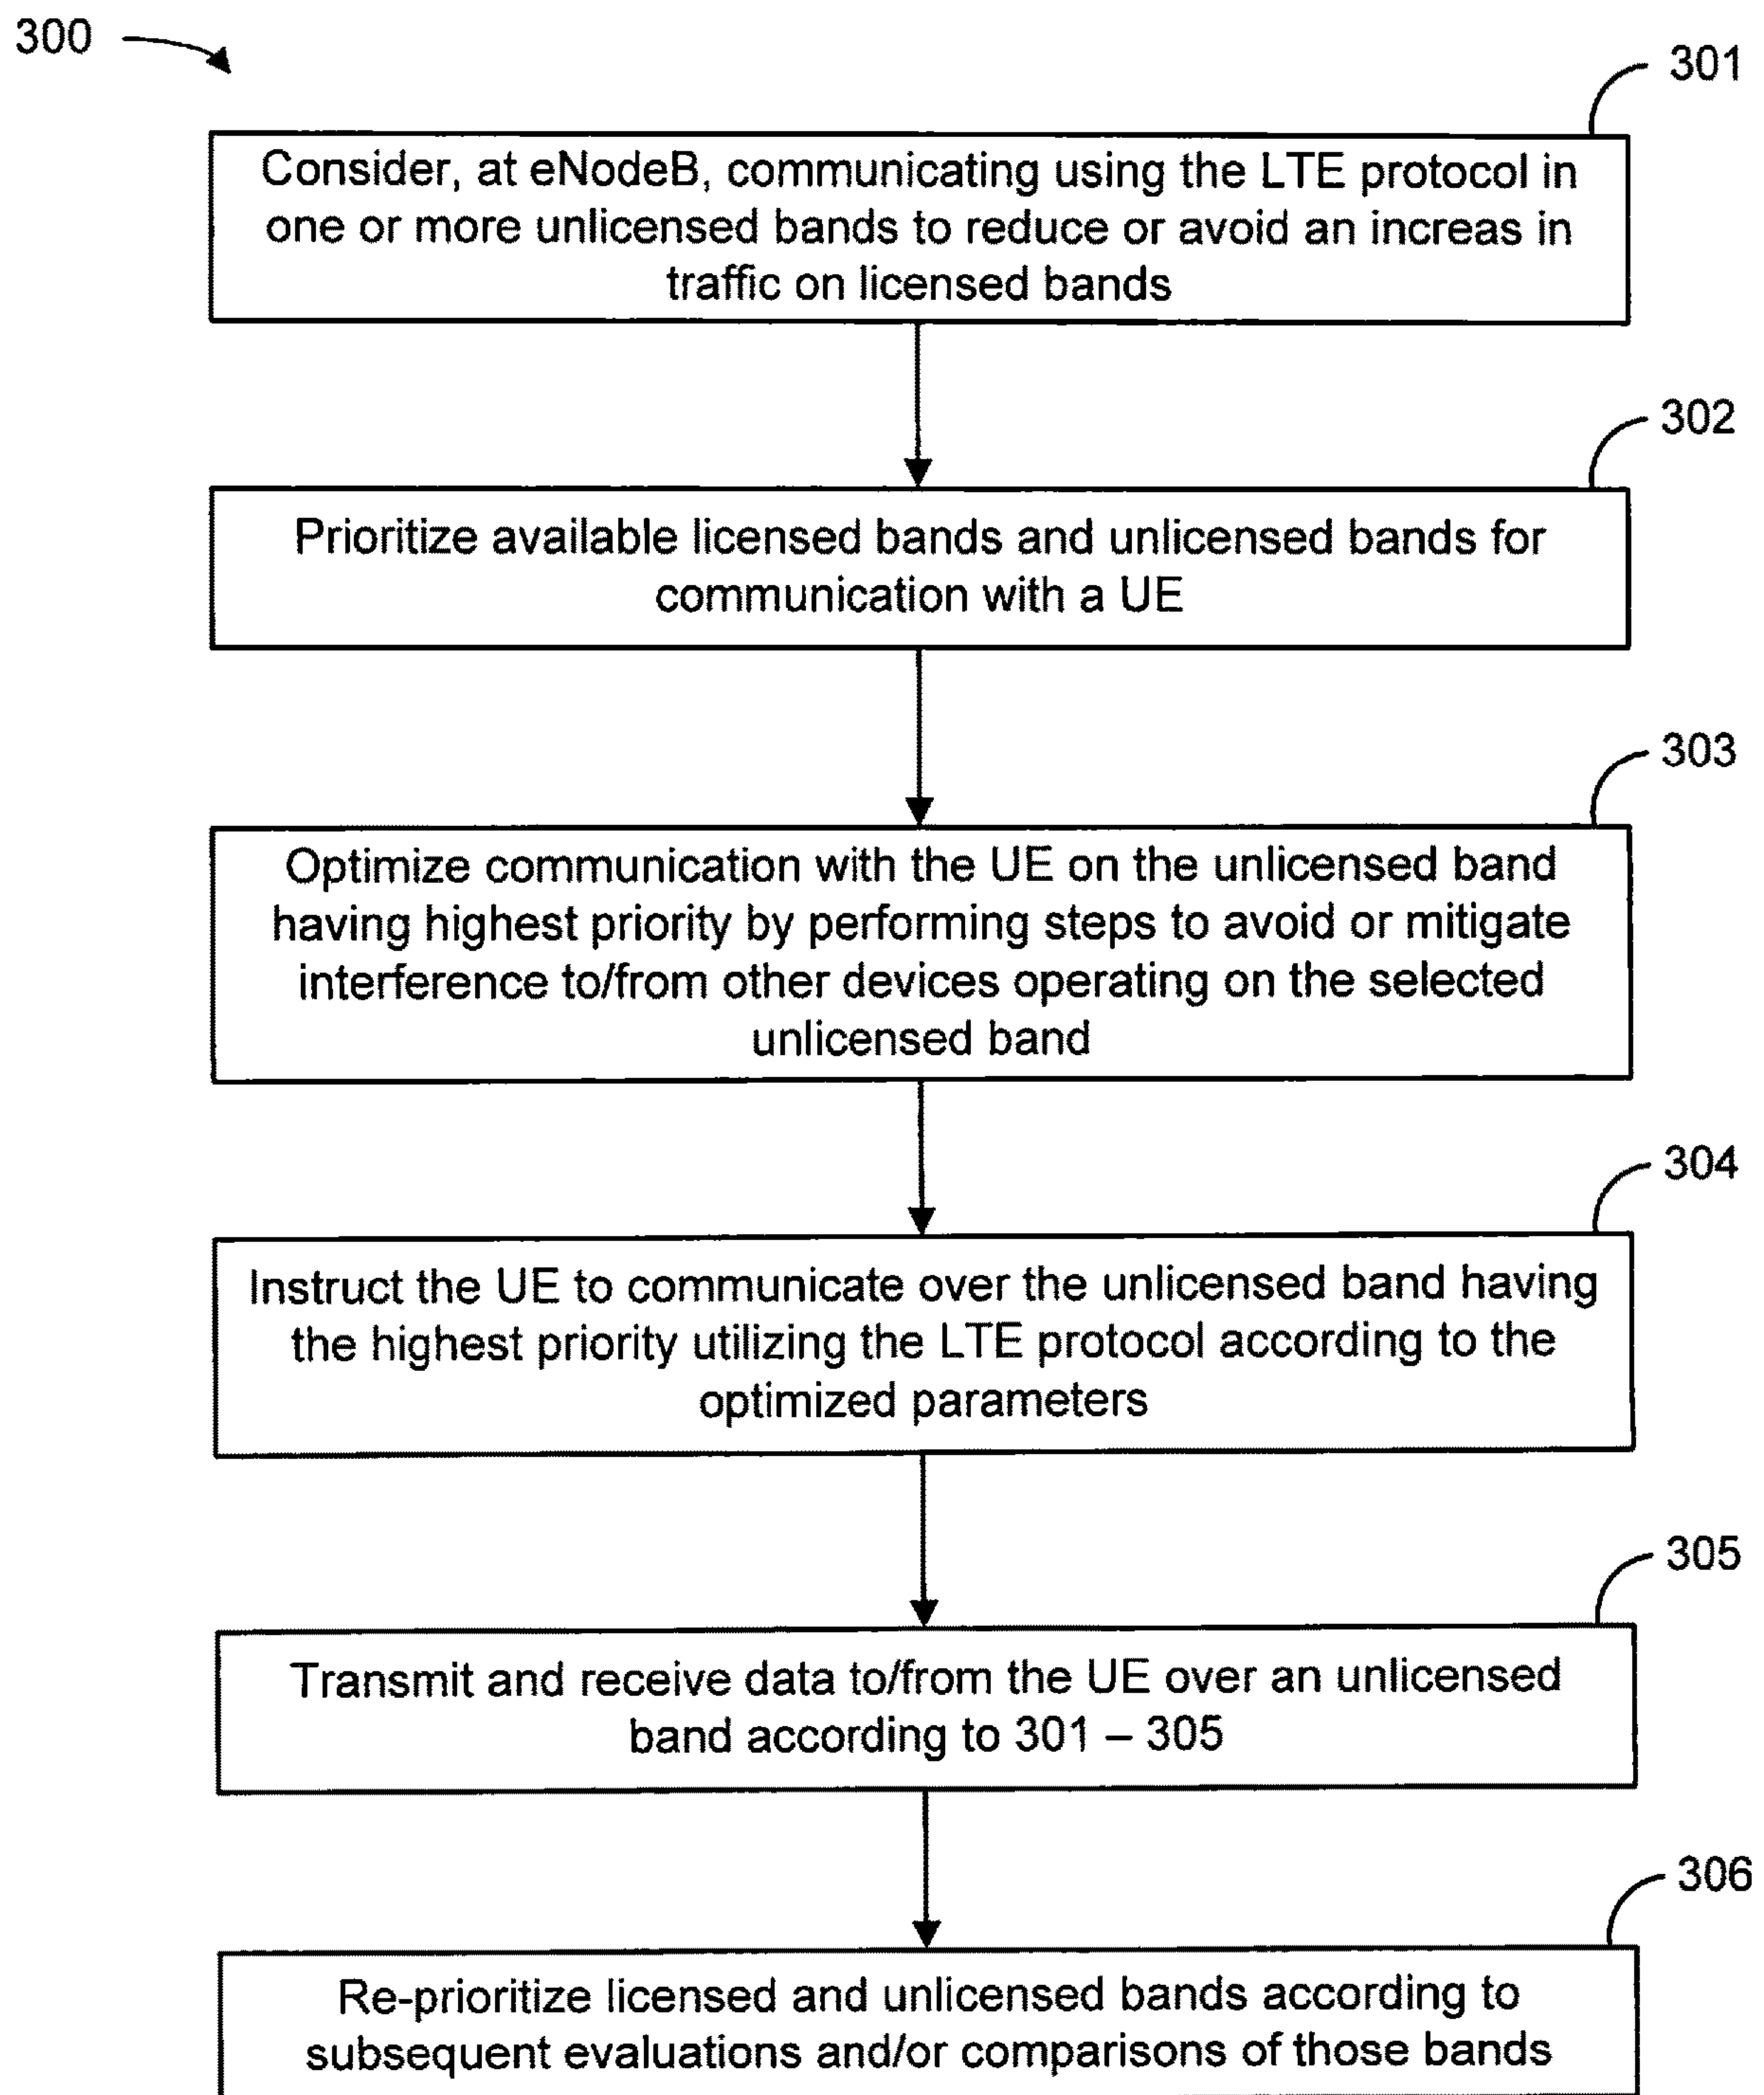 300
301
Consider, at eNodeB, communicating using the LTE protocol in
one or more unlicensed bands to reduce or avoid an increas in
traffic on licensed bands
302
Prioritize available licensed bands and unlicensed bands for
communication with a UE
303
Optimize communication with the UE on the unlicensed band
having highest priority by performing steps to avoid or mitigate
interference to/from other devices operating on the selected
unlicensed band
304
Instruct the UE to communicate over the unlicensed band having
the highest priority utilizing the LTE protocol according to the
optimized parameters
305
Transmit and receive data to/from the UE over an unlicensed
band according to 301 – 305
306
Re-prioritize licensed and unlicensed bands according to
subsequent evaluations and/or comparisons of those bands